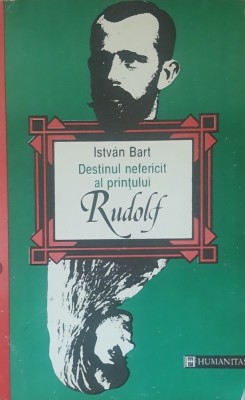 István Bart
Destinul nefericit
al prințului
Rudolf
HUMANITAS